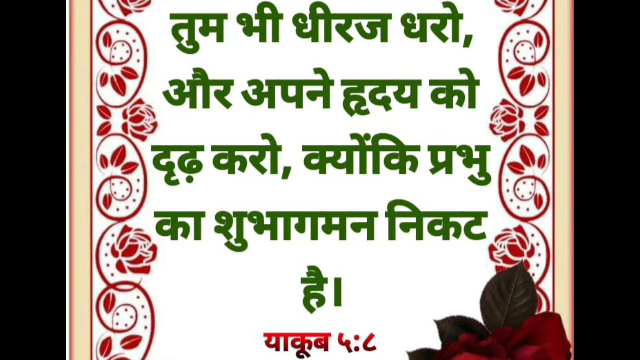 तुम भी धीरज धरो,
और अपने हृदय को
दृढ़ करो, क्योंकि प्रभु
का शुभागमन निकट
है।
याकूब ५:८